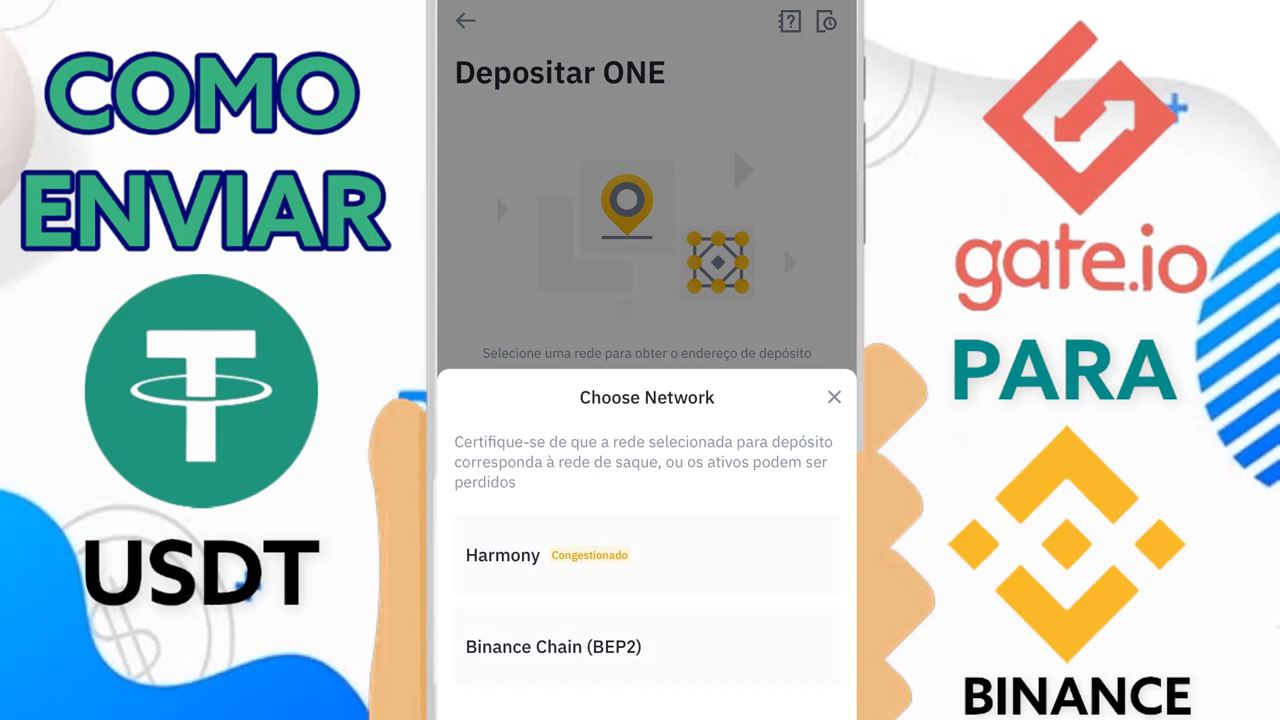 COMO
ENVIAR
USDT
Depositar ONE
Selecione uma rede para obter o endereço de depósito
Choose Network
Certifique-se de que a rede selecionada para depósito
corresponda à rede de saque, ou os ativos podem ser
perdidos
Harmony Congestionado
Binance Chain (BEP2)
gate.io
PARA
BINANCE